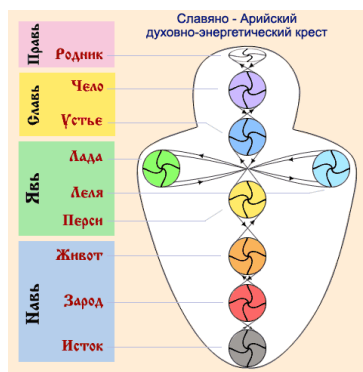 Славяно - Арийский
духовно-энергетический крест
Правь
Родник
Славь
Чело
Устье
Явь
Лада
Леля
Перси
Навь
Живот
Зарод
Исток